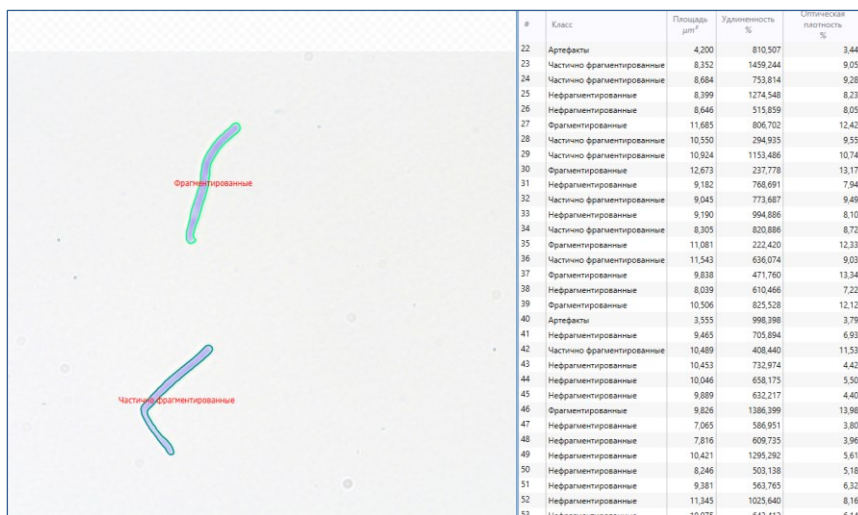 Фрагментированные
Частично фрагментированные
# Класс Площадь μm² Удлиненность % Оптическая плотность %
22 Артефакты 4,200 810,507 3,44
23 Частично фрагментированные 8,352 1459,244 9,05
24 Частично фрагментированные 8,684 753,814 9,28
25 Нефрагментированные 8,399 1274,548 8,23
26 Нефрагментированные 8,646 515,859 8,05
27 Фрагментированные 11,685 806,702 12,42
28 Частично фрагментированные 10,550 294,935 9,55
29 Частично фрагментированные 10,924 1153,486 10,74
30 Фрагментированные 12,673 237,778 13,17
31 Нефрагментированные 9,182 768,691 7,94
32 Частично фрагментированные 9,045 773,687 9,49
33 Нефрагментированные 9,190 994,886 8,10
34 Частично фрагментированные 8,305 820,886 8,72
35 Фрагментированные 11,081 222,420 12,33
36 Частично фрагментированные 11,543 636,074 9,03
37 Фрагментированные 9,838 471,760 13,34
38 Нефрагментированные 8,039 610,466 7,22
39 Фрагментированные 10,506 825,528 12,12
40 Артефакты 3,555 998,398 3,79
41 Нефрагментированные 9,465 705,894 6,93
42 Частично фрагментированные 10,489 408,440 11,53
43 Нефрагментированные 10,453 732,974 4,42
44 Нефрагментированные 10,046 658,175 5,50
45 Нефрагментированные 9,889 632,217 4,40
46 Фрагментированные 9,826 1386,399 13,98
47 Нефрагментированные 7,065 586,951 3,80
48 Нефрагментированные 7,816 609,735 3,96
49 Нефрагментированные 10,421 1295,292 5,61
50 Нефрагментированные 8,246 503,138 5,18
51 Нефрагментированные 9,381 563,765 6,32
52 Нефрагментированные 11,345 1025,640 8,16
53 Нефрагментированные